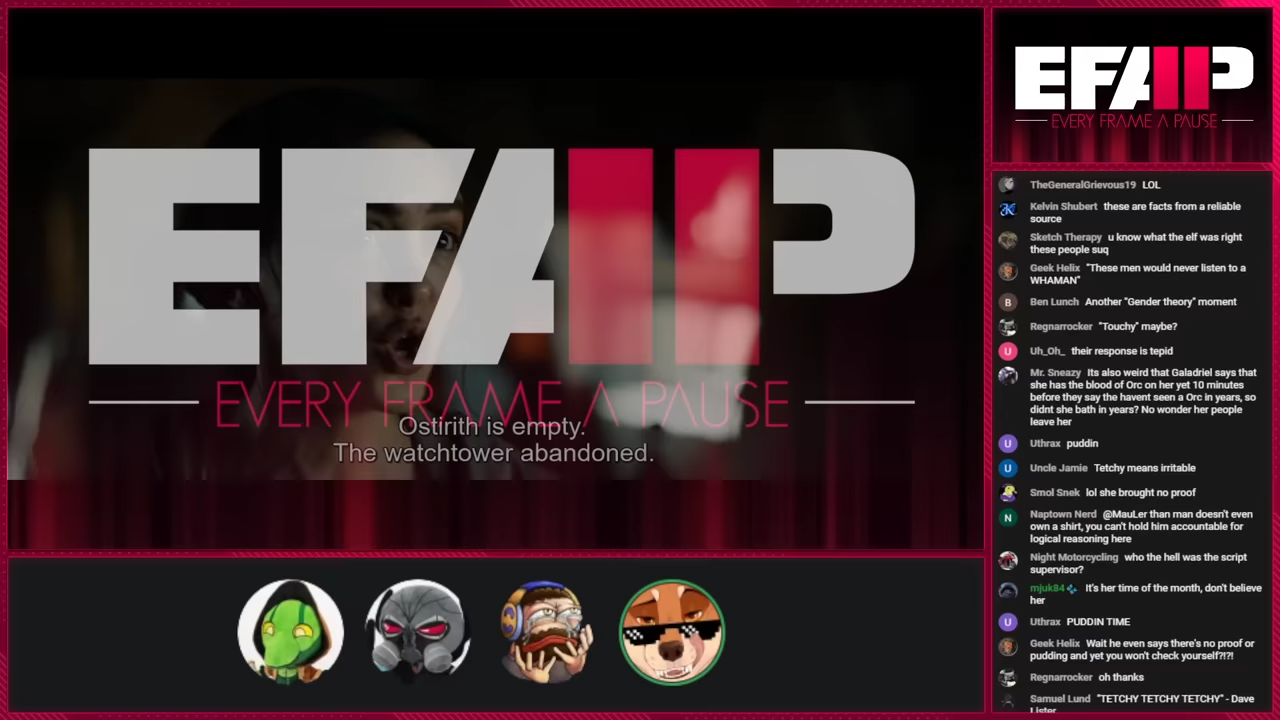 EFAP
EVERY FRAME A PAUSE
Ostirith is empty.
The watchtower abandoned.
EFAP
EVERY FRAME A PAUSE
TheGeneralGrievous19 LOL
Kelvin Shubert these are facts from a reliable
source
Sketch Therapy u know what the elf was right
these people suq
Geek Helix "These men would never listen to a
WHAMAN"
B
Ben Lunch Another "Gender theory" moment
Regnarrocker "Touchy" maybe?
U
Uh_Oh_ their response is tepid
Mr. Sneazy Its also weird that Galadriel says that
she has the blood of Orc on her yet 10 minutes
before they say the havent seen a Orc in years, so
didnt she bath in years? No wonder her people
leave her
U
Uthrax puddin
U
Uncle Jamie Tetchy means irritable
Smol Snek lol she brought no proof
N
Naptown Nerd @MauLer than man doesn't even
own a shirt, you can't hold him accountable for
logical reasoning here
Night Motorcycling who the hell was the script
supervisor?
mjuk84 It's her time of the month, don't believe
her
U
Uthrax PUDDIN TIME
Geek Helix Wait he even says there's no proof or
pudding and yet you won't check yourself?!?!
Regnarrocker oh thanks
Samuel Lund "TETCHY TETCHY TETCHY" - Dave
Lister